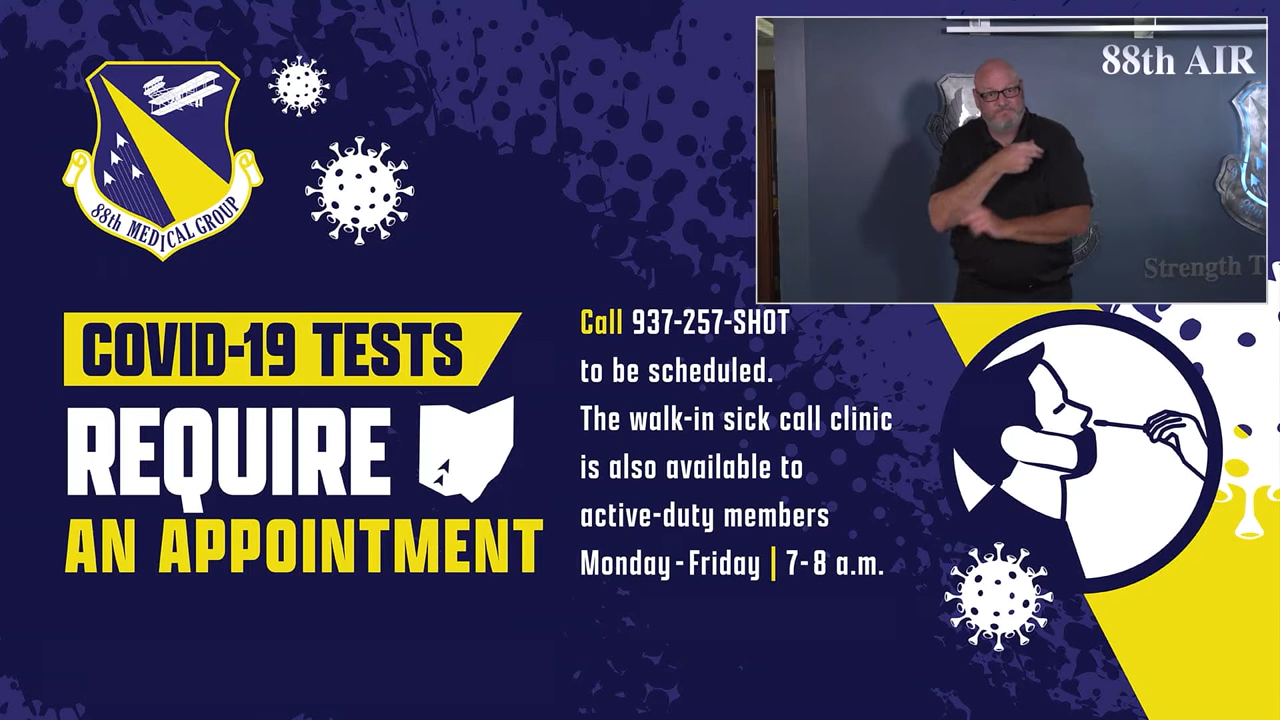 88th AIR
Strength T
88th MEDICAL GROUP
COVID-19 TESTS
REQUIRE
AN APPOINTMENT
Call 937-257-SHOT
to be scheduled.
The walk-in sick call clinic
is also available to
active-duty members
Monday-Friday | 7-8 a.m.